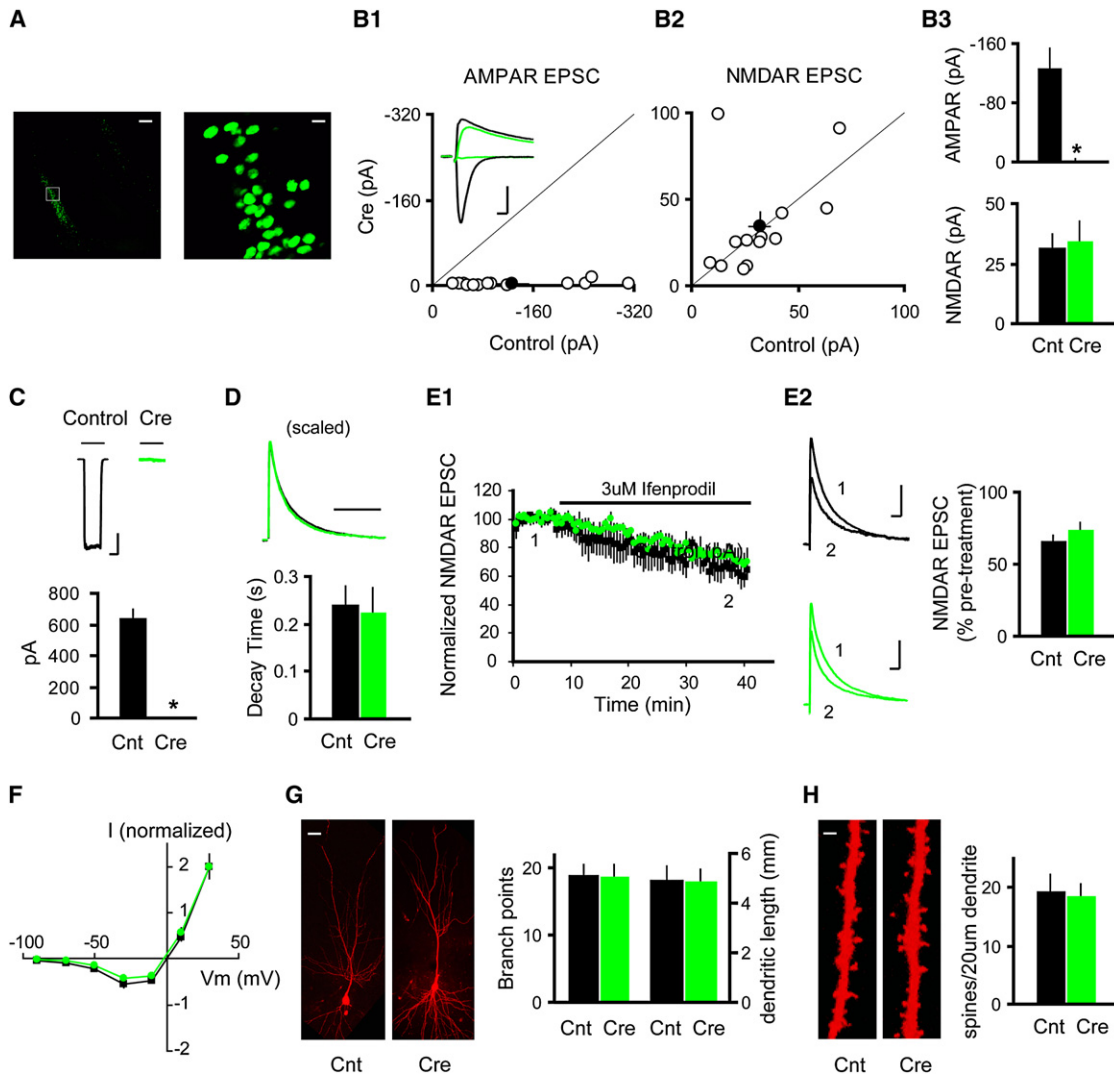 A
B1
AMPAR EPSC
-320
-160
0
Cre (pA)
0
-160
-320
Control (pA)
B2
NMDAR EPSC
100
50
0
0
50
100
Control (pA)
B3
-160
-80
0
AMPAR (pA)
*
50
25
0
NMDAR (pA)
Cnt Cre
C
Control Cre
800
600
400
200
0
pA
*
Cnt Cre
D
(scaled)
0.3
0.2
0.1
0
Decay Time (s)
Cnt Cre
E1
Normalized NMDAR EPSC
120
100
80
60
40
20
0
3uM Ifenprodil
1
2
0 10 20 30 40
Time (min)
E2
1
2
1
2
NMDAR EPSC
(% pre-treatment)
100
80
60
40
20
0
Cnt Cre
F
I (normalized)
2
1
-1
-2
-100
-50
50
Vm (mV)
G
Cnt
Cre
Branch points
20
10
0
6
4
2
0
dendritic length (mm)
Cnt Cre Cnt Cre
H
Cnt
Cre
spines/20um dendrite
20
10
0
Cnt Cre